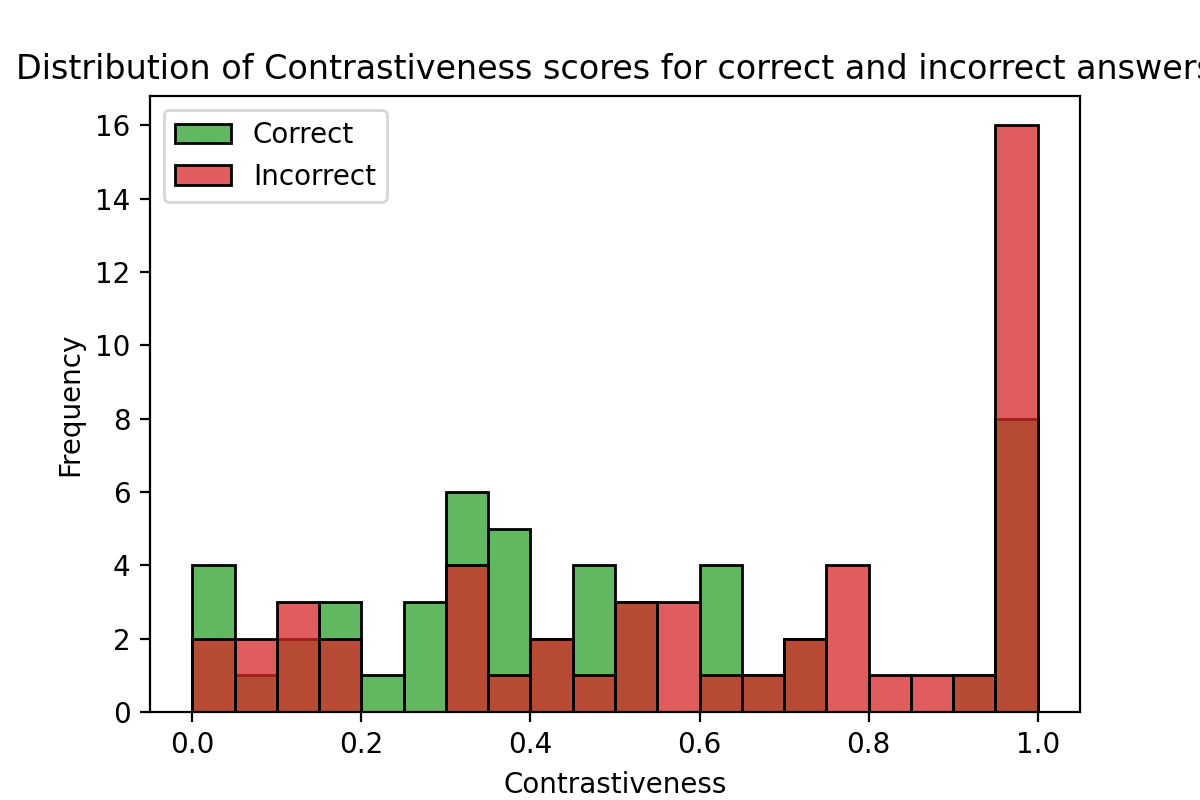 Distribution of Contrastiveness scores for correct and incorrect answers
Correct
Incorrect
16
14
12
10
8
6
4
2
0
Frequency
0.0 0.2 0.4 0.6 0.8 1.0
Contrastiveness